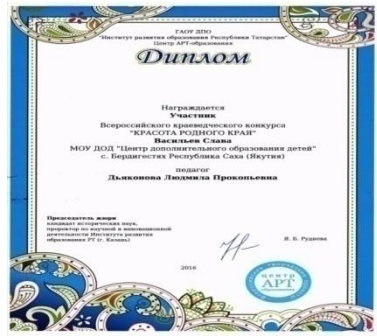 ГАОУ ДПО
"Институт развития образования Республики Татарстан"
Центр АРТ-образования
Диплом
Награждается
Участник
Всероссийского краеведческого конкурса
"КРАСОТА РОДНОГО КРАЯ"
Васильев Слава
МОУ ДОД "Центр дополнительного образования детей"
с. Бердигестях Республика Саха (Якутия)
педагог
Дьяконова Людмила Прокопьевна
Председатель жюри
кандидат исторических наук,
проректор по научной и инновационной
деятельности Института развития
образования РТ (г. Казань)
Я. Б. Руднева
2016
центр
АРТ